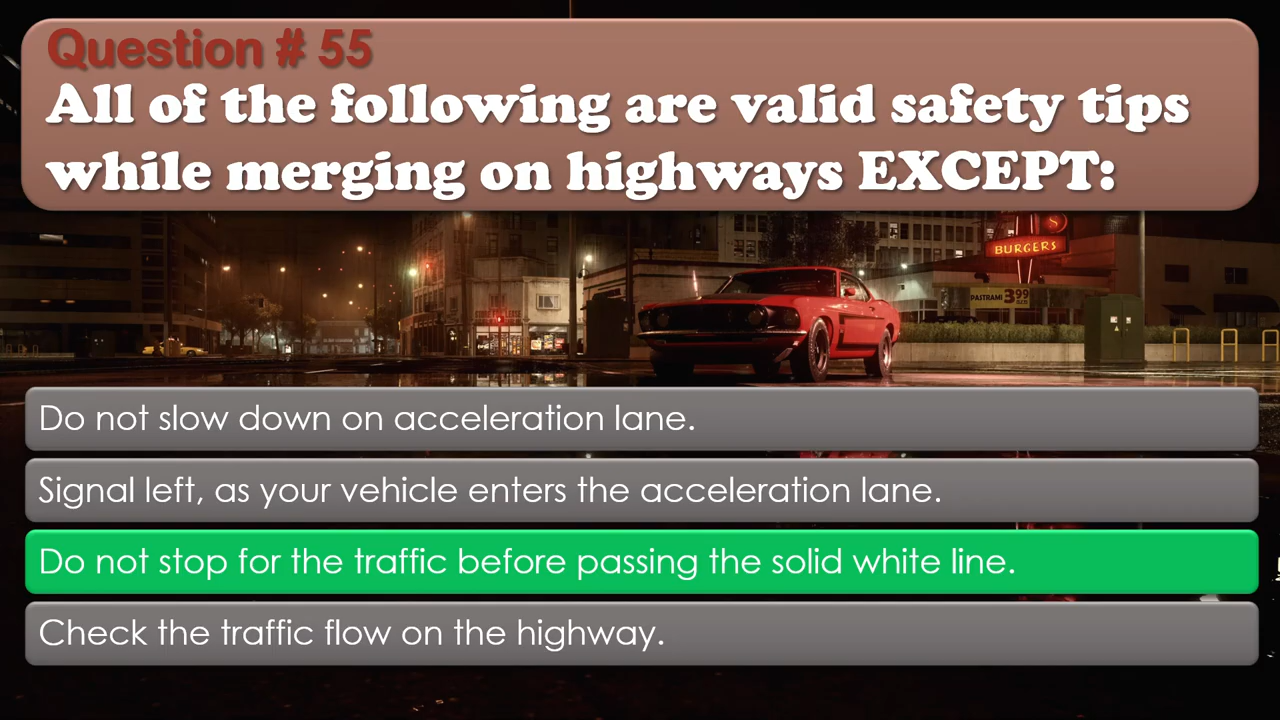 Question # 55
All of the following are valid safety tips
while merging on highways EXCEPT:
S
BURGERS
PASTRAMI 3.99
Do not slow down on acceleration lane.
Signal left, as your vehicle enters the acceleration lane.
Do not stop for the traffic before passing the solid white line.
Check the traffic flow on the highway.